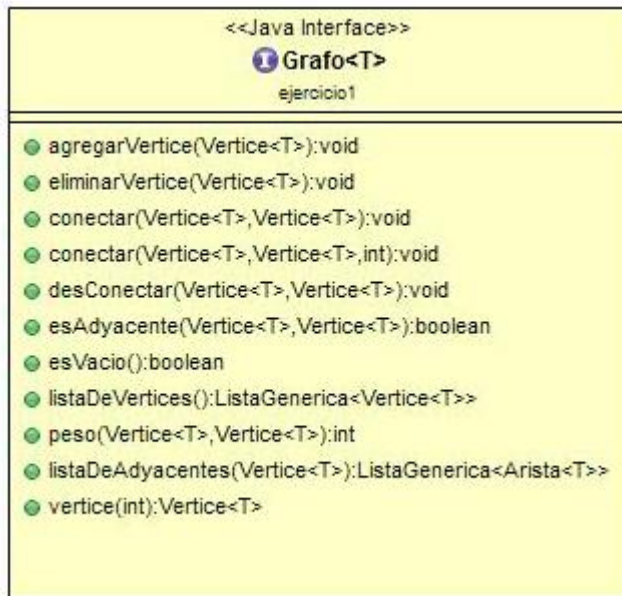 <<Java Interface>>
I Grafo<T>
ejercicio1
agregarVertice(Vertice<T>):void
eliminarVertice(Vertice<T>):void
conectar(Vertice<T>,Vertice<T>):void
conectar(Vertice<T>,Vertice<T>,int):void
desConectar(Vertice<T>,Vertice<T>):void
esAdyacente(Vertice<T>,Vertice<T>):boolean
esVacio():boolean
listaDeVertices():ListaGenerica<Vertice<T>>
peso(Vertice<T>,Vertice<T>):int
listaDeAdyacentes(Vertice<T>):ListaGenerica<Arista<T>>
vertice(int):Vertice<T>